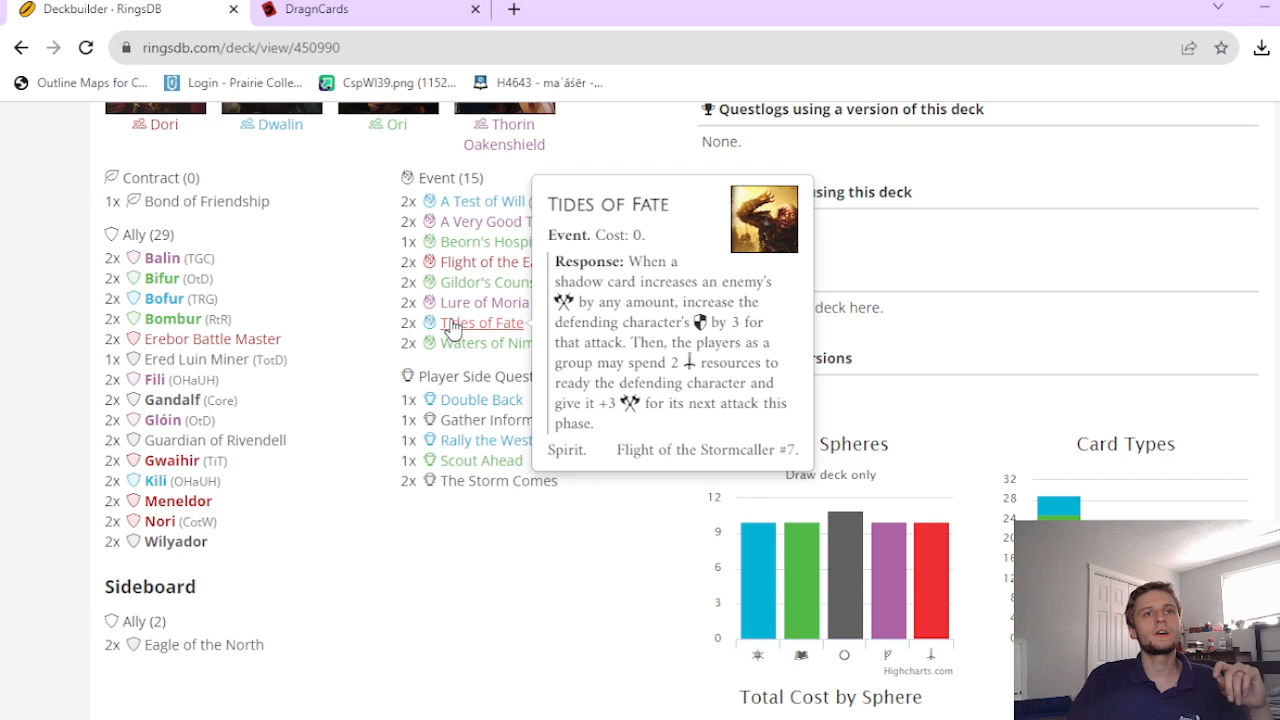 Deckbuilder · RingsDB
DragnCards
ringsdb.com/deck/view/450990
Outline Maps for C...
Login - Prairie Colle...
CspWI39.png (1152...
H4643 - maʾăśēr -...
Dori
Dwalin
Ori
Thorin
Oakenshield
Questlogs using a version of this deck
None.
using this deck
deck here.
Contract (0)
1x Bond of Friendship
Ally (29)
2x Balin (TGC)
2x Bifur (OtD)
2x Bofur (TRG)
2x Bombur (RtR)
2x Erebor Battle Master
1x Ered Luin Miner (TotD)
2x Fili (OHaUH)
2x Gandalf (Core)
2x Glóin (OtD)
2x Guardian of Rivendell
2x Gwaihir (TiT)
2x Kili (OHaUH)
2x Meneldor
2x Nori (CotW)
2x Wilyador
Sideboard
Ally (2)
2x Eagle of the North
Event (15)
2x A Test of Will
2x A Very Good T
1x Beorn's Hospi
2x Flight of the Ea
2x Gildor's Couns
2x Lure of Moria
2x Tides of Fate
2x Waters of Nim
Player Side Quest
1x Double Back
1x Gather Inform
1x Rally the West
1x Scout Ahead
2x The Storm Comes
TIDES OF FATE
Event. Cost: 0.
Response: When a
shadow card increases an enemy's
by any amount, increase the
defending character's by 3 for
that attack. Then, the players as a
group may spend 2 resources to
ready the defending character and
give it +3 for its next attack this
phase.
Spirit. Flight of the Stormcaller #7.
Spheres
Draw deck only
12
9
6
3
0
Highcharts.com
Total Cost by Sphere
Card Types
32
28
24